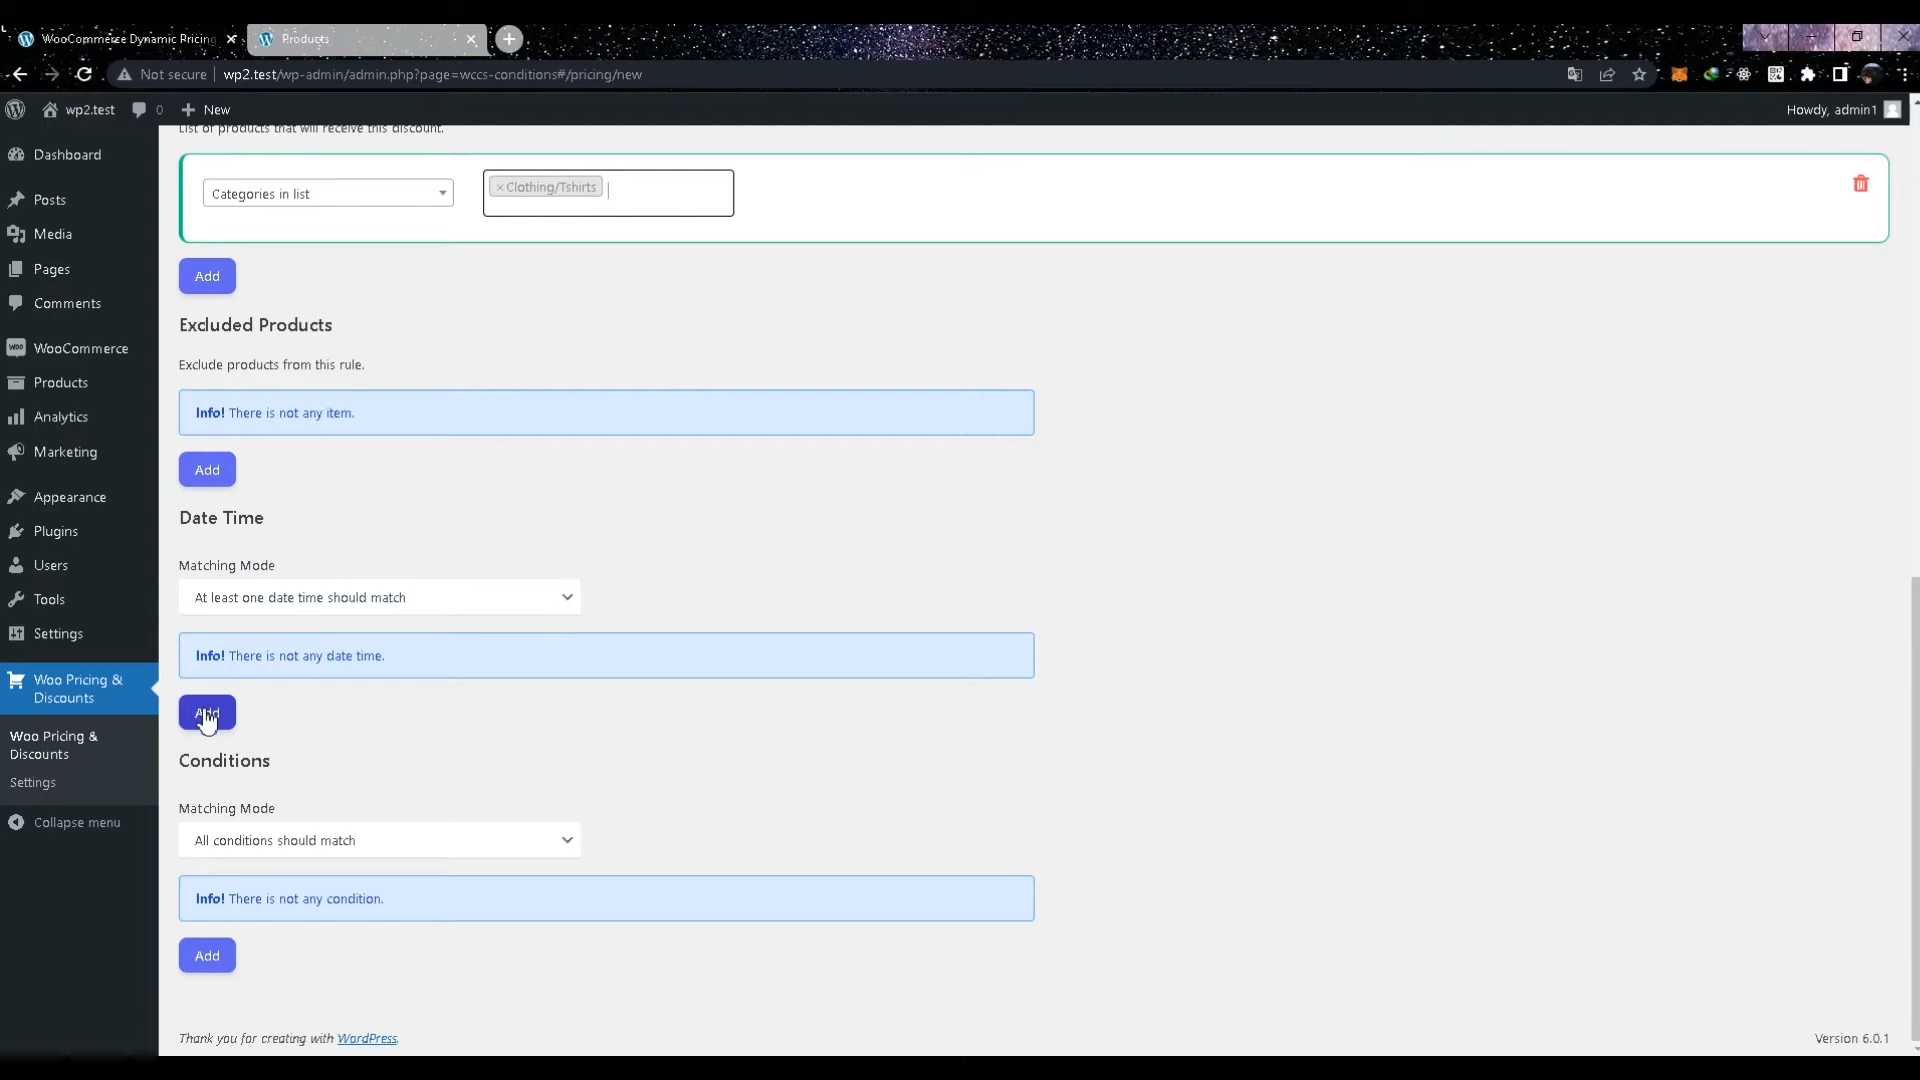 WooCommerce Dynamic Pricing
Products
Not secure
wp2.test/wp-admin/admin.php?page=wccs-conditions#/pricing/new
wp2.test
0
New
Howdy, admin1
List of products that will receive this discount.
Dashboard
Posts
Media
Pages
Comments
WooCommerce
Products
Analytics
Marketing
Appearance
Plugins
Users
Tools
Settings
Woo Pricing &
Discounts
Woo Pricing &
Discounts
Settings
Collapse menu
Categories in list
×Clothing/Tshirts
Add
Excluded Products
Exclude products from this rule.
Info! There is not any item.
Add
Date Time
Matching Mode
At least one date time should match
Info! There is not any date time.
Add
Conditions
Matching Mode
All conditions should match
Info! There is not any condition.
Add
Thank you for creating with WordPress.
Version 6.0.1